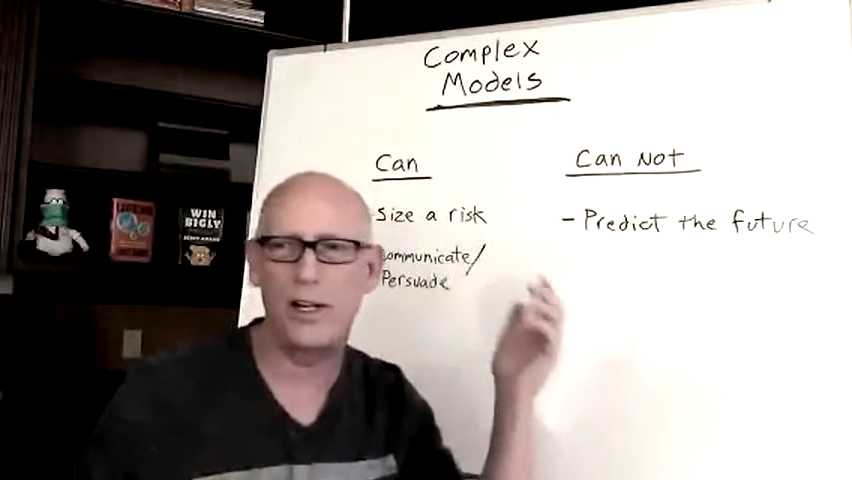 Complex
Models
Can
Can Not
Size a risk
- Predict the future
ommunicate/
Persuade
WIN
BIGLY